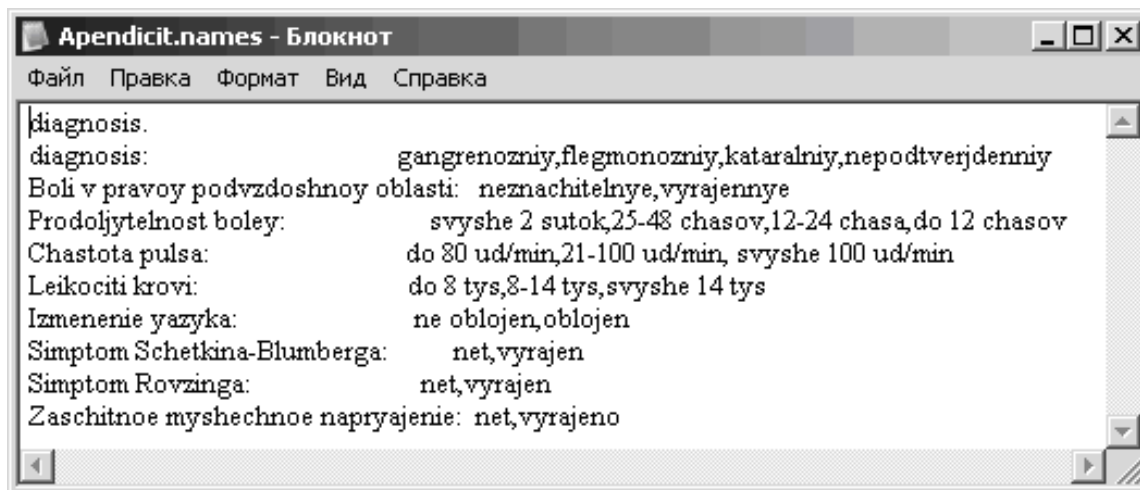 Apendicit.names - Блокнот
Файл Правка Формат Вид Справка
diagnosis.
diagnosis: gangrenozniy,flegmonozniy,kataralniy,nepodtverjdenniy
Boli v pravoy podvzdoshnoy oblasti: neznachitelnye,vyrajennye
Prodoljytelnost boley: svyshe 2 sutok,25-48 chasov,12-24 chasa,do 12 chasov
Chastota pulsa: do 80 ud/min,21-100 ud/min, svyshe 100 ud/min
Leikociti krovi: do 8 tys,8-14 tys,svyshe 14 tys
Izmenenie yazyka: ne oblojen,oblojen
Simptom Schetkina-Blumberga: net,vyrajen
Simptom Rovzinga: net,vyrajen
Zaschitnoe myshechnoe napryajenie: net,vyrajeno